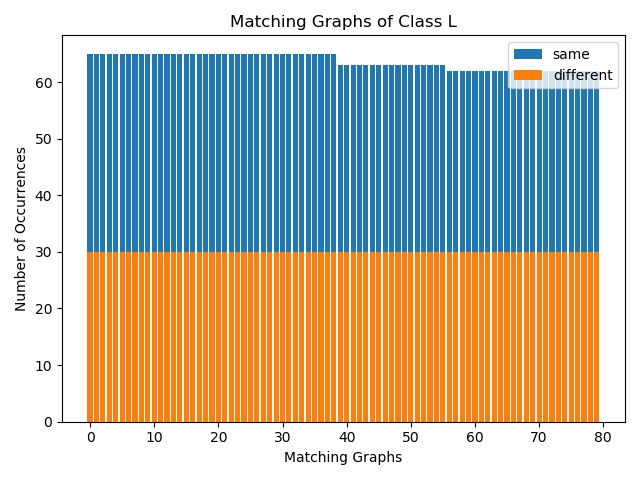 Matching Graphs of Class L
same
different
Number of Occurrences
60
50
40
30
20
10
0
0 10 20 30 40 50 60 70 80
Matching Graphs